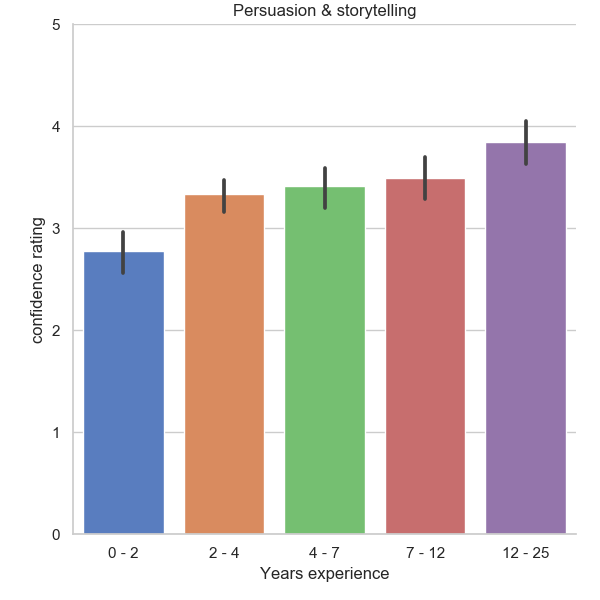 Persuasion & storytelling
5
4
3
2
1
0
confidence rating
0 - 2 2 - 4 4 - 7 7 - 12 12 - 25
Years experience